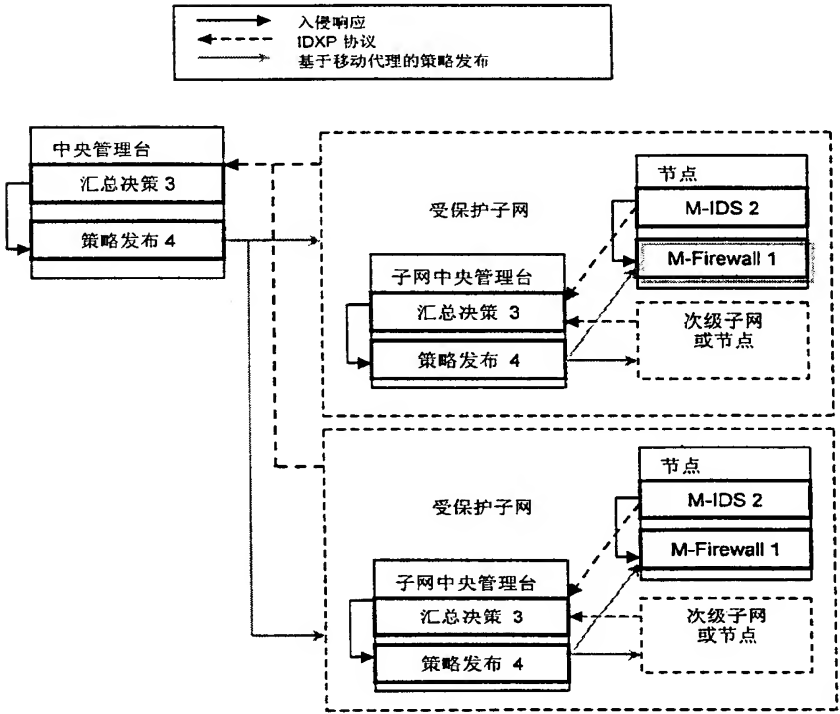 入侵响应
IDXP 协议
基于移动代理的策略发布
中央管理台
汇总决策 3
策略发布 4
受保护子网
节点
M-IDS 2
M-Firewall 1
子网中央管理台
汇总决策 3
策略发布 4
次级子网
或节点
受保护子网
节点
M-IDS 2
M-Firewall 1
子网中央管理台
汇总决策 3
策略发布 4
次级子网
或节点